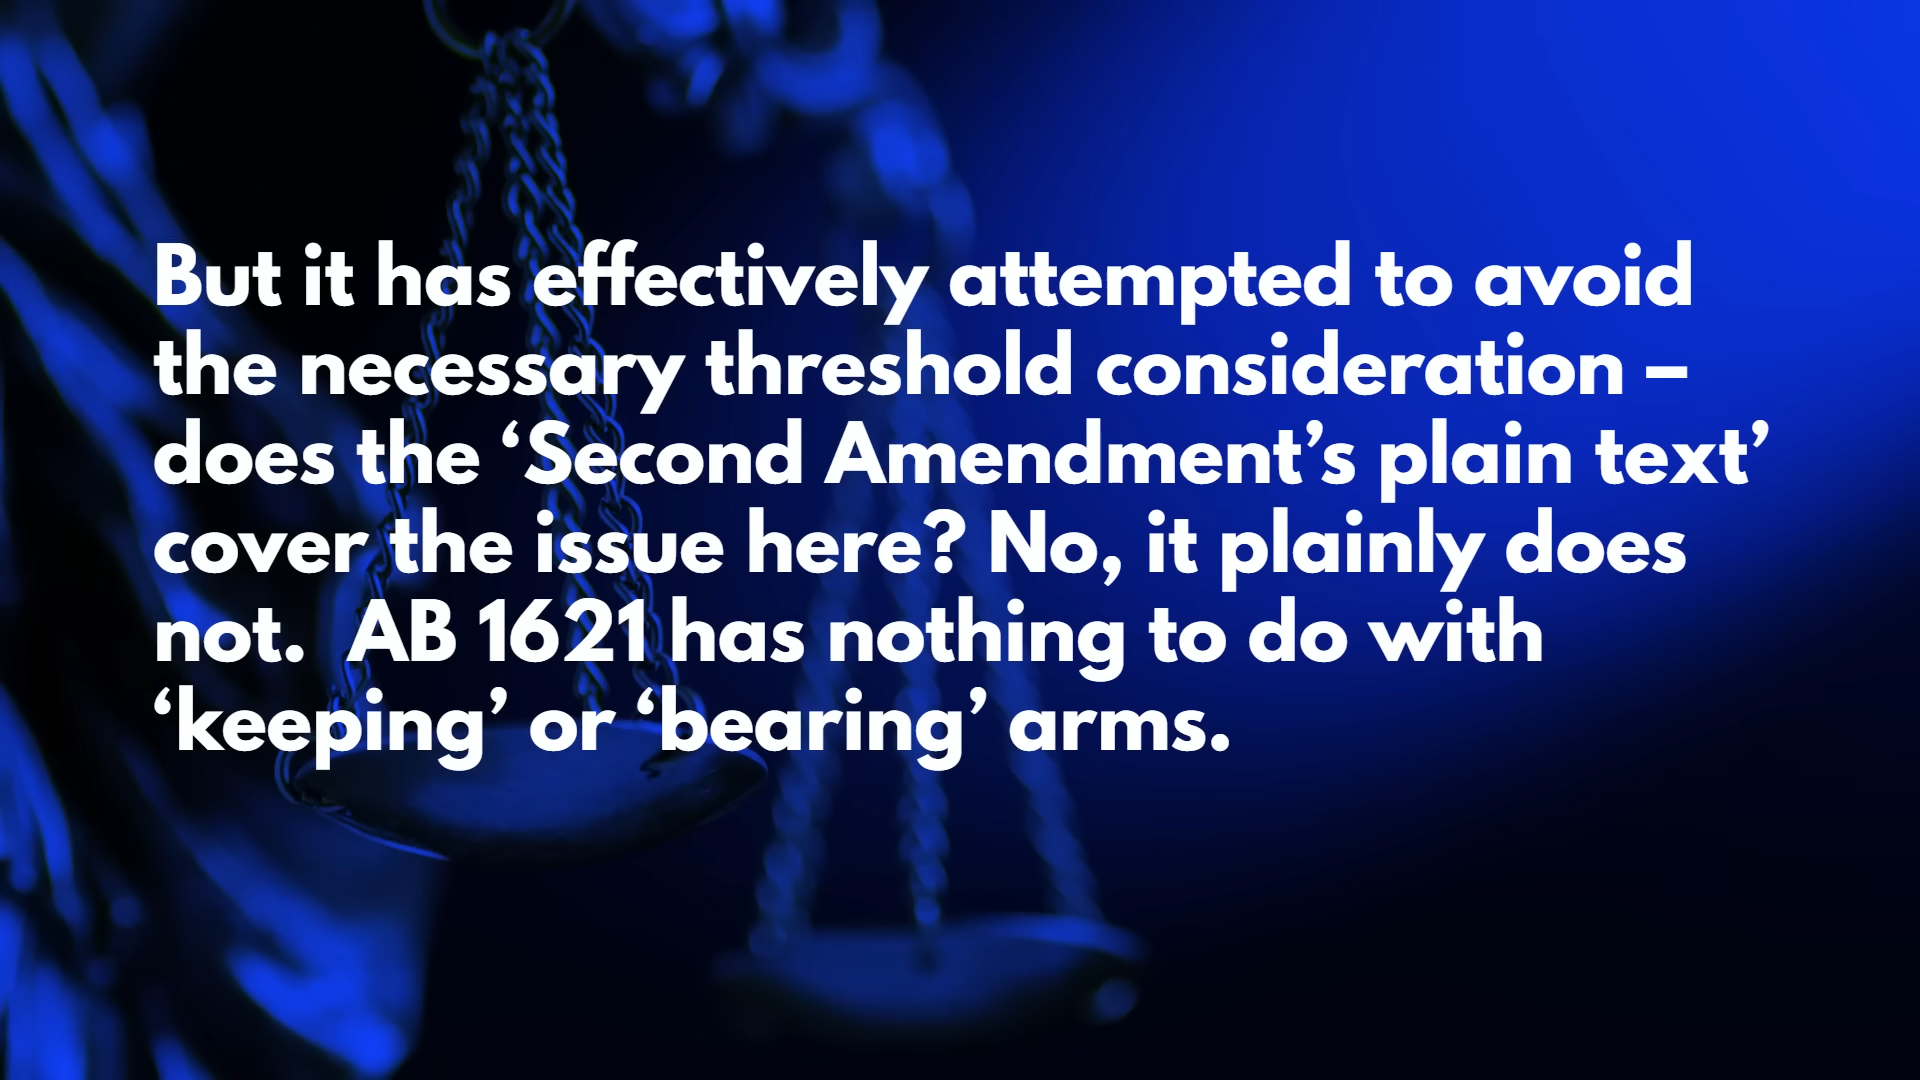 But it has effectively attempted to avoid
the necessary threshold consideration –
does the ‘Second Amendment’s plain text’
cover the issue here? No, it plainly does
not.  AB 1621 has nothing to do with
‘keeping’ or ‘bearing’ arms.